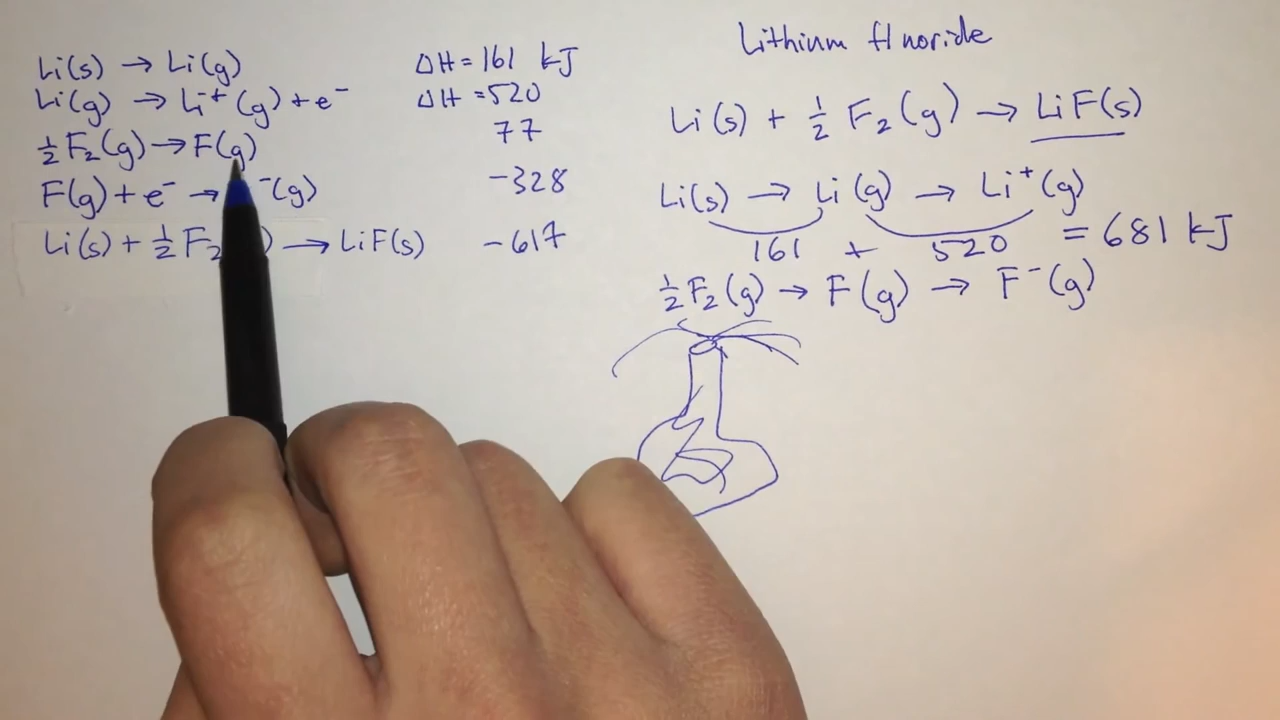 Li(s) → Li(g) ΔH = 161 kJ
Li(g) → Li⁺(g) + e⁻ ΔH = 520
½F₂(g) → F(g) 77
F(g) + e⁻ → ⁻(g) -328
Li(s) + ½F₂ ) → LiF(s) -617
Lithium fluoride
Li(s) + ½ F₂(g) → LiF(s)
Li(s) → Li(g) → Li⁺(g)
161 + 520 = 681 kJ
½F₂(g) → F(g) → F⁻(g)